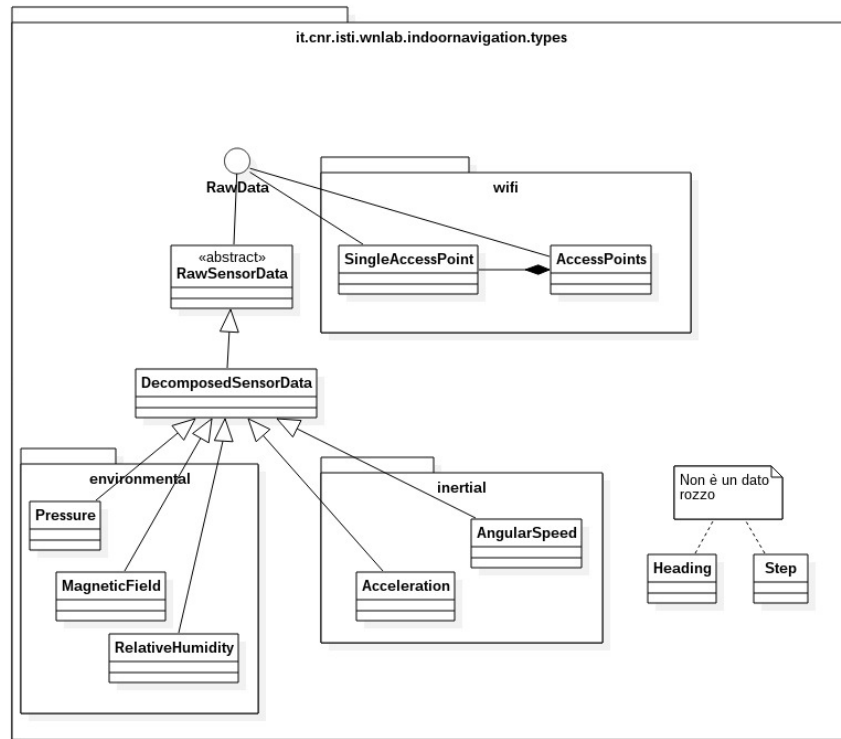 it.cnr.isti.wnlab.indoornavigation.types
RawData
wifi
«abstract»
RawSensorData
SingleAccessPoint
AccessPoints
DecomposedSensorData
environmental
Pressure
MagneticField
RelativeHumidity
inertial
AngularSpeed
Acceleration
Non è un dato
rozzo
Heading
Step